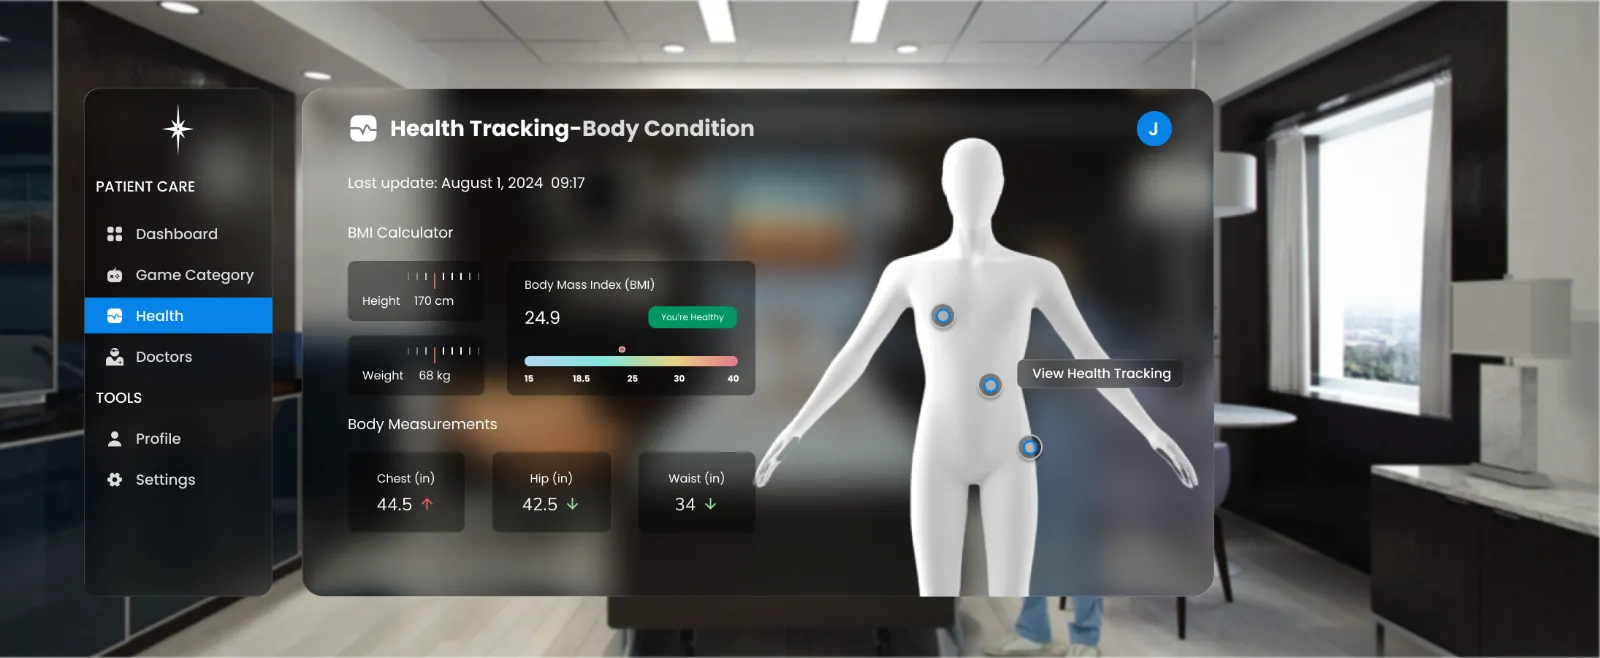 PATIENT CARE
Dashboard
Game Category
Health
Doctors
TOOLS
Profile
Settings
Health Tracking-Body Condition
J
Last update: August 1, 2024 09:17
BMI Calculator
Height 170 cm
Weight 68 kg
Body Mass Index (BMI)
24.9
You're Healthy
15 18.5 25 30 40
View Health Tracking
Body Measurements
Chest (in)
44.5
Hip (in)
42.5
Waist (in)
34